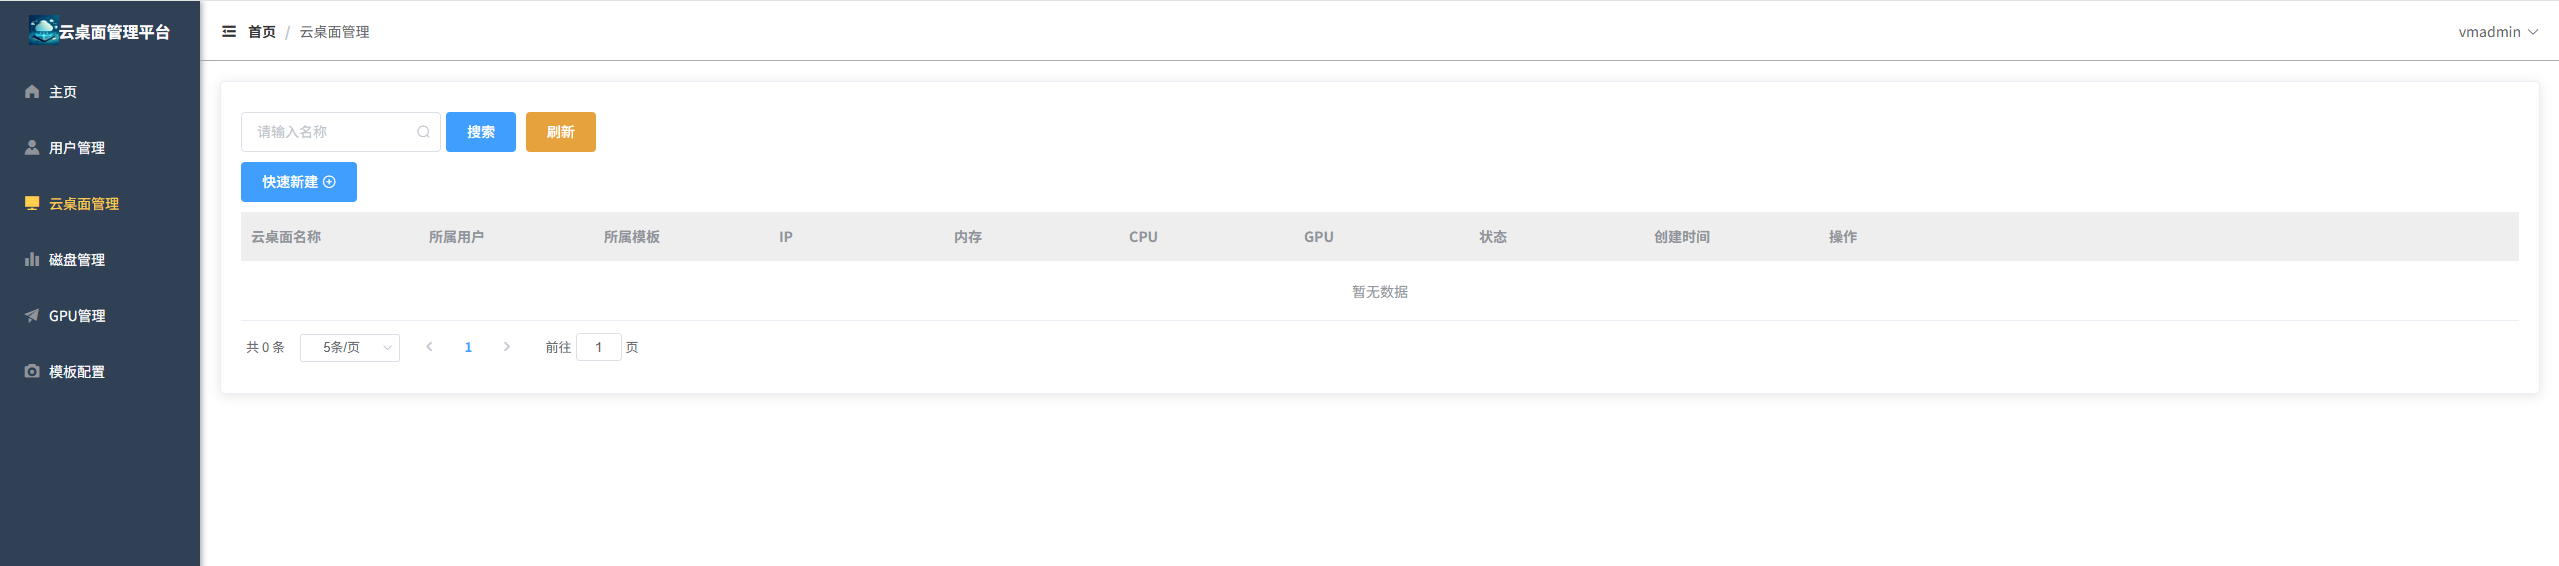 云桌面管理平台
主页
用户管理
云桌面管理
磁盘管理
GPU管理
模板配置
首页 / 云桌面管理
vmadmin
请输入名称 搜索 刷新
快速新建
云桌面名称 所属用户 所属模板 IP 内存 CPU GPU 状态 创建时间 操作
暂无数据
共 0 条 5条/页 1 前往 1 页